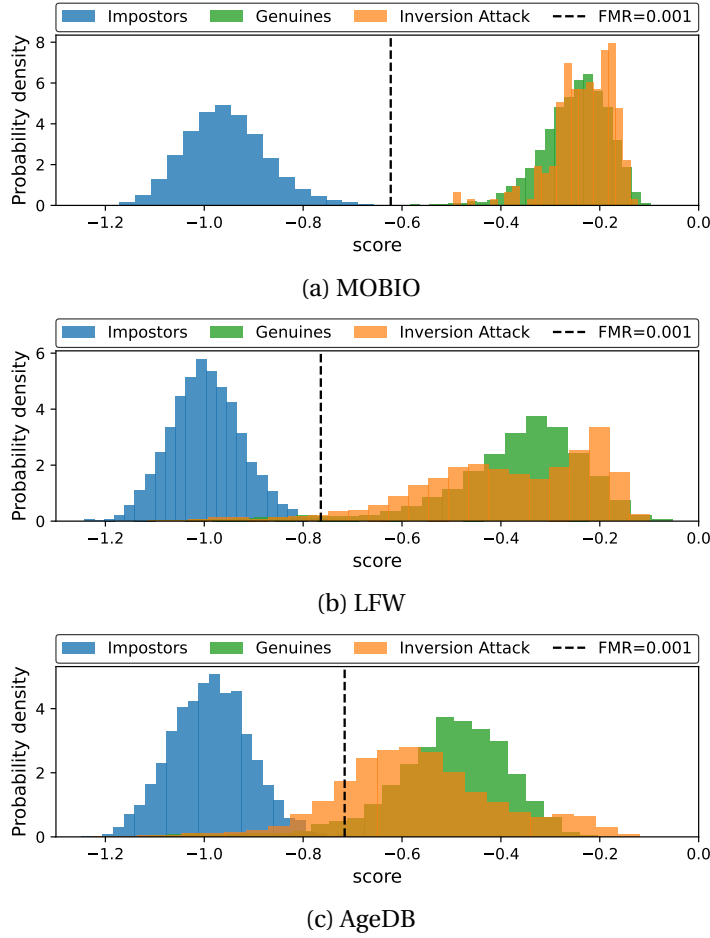 Impostors Genuines Inversion Attack FMR=0.001
8
6
4
2
0
Probability density
−1.2 −1.0 −0.8 −0.6 −0.4 −0.2 0.0
score
(a) MOBIO
Impostors Genuines Inversion Attack FMR=0.001
6
4
2
0
Probability density
−1.2 −1.0 −0.8 −0.6 −0.4 −0.2 0.0
score
(b) LFW
Impostors Genuines Inversion Attack FMR=0.001
4
2
0
Probability density
−1.2 −1.0 −0.8 −0.6 −0.4 −0.2 0.0
score
(c) AgeDB